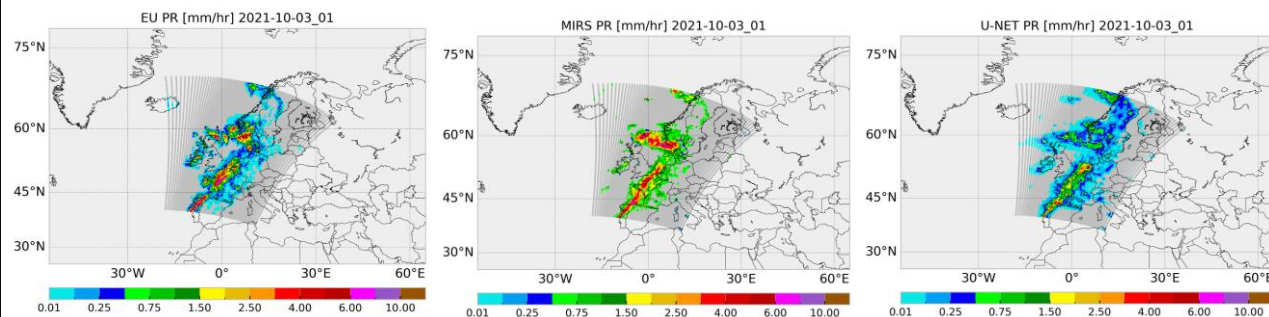 EU PR [mm/hr] 2021-10-03_01
75°N
60°N
45°N
30°N
30°W 0° 30°E 60°E
0.01 0.25 0.75 1.50 2.50 4.00 6.00 10.00
MIRS PR [mm/hr] 2021-10-03_01
75°N
60°N
45°N
30°N
30°W 0° 30°E 60°E
0.01 0.25 0.75 1.50 2.50 4.00 6.00 10.00
U-NET PR [mm/hr] 2021-10-03_01
75°N
60°N
45°N
30°N
30°W 0° 30°E 60°E
0.01 0.25 0.75 1.50 2.50 4.00 6.00 10.00